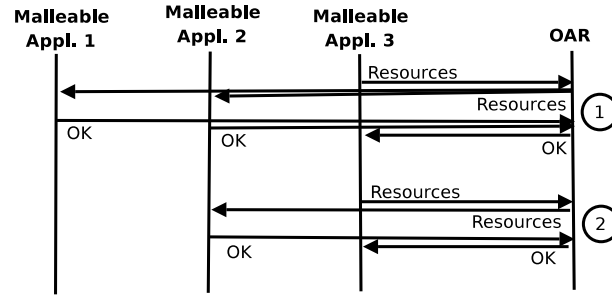 Malleable
Appl. 1
Malleable
Appl. 2
Malleable
Appl. 3
OAR
Resources
Resources
1
OK
OK
OK
Resources
Resources
2
OK
OK